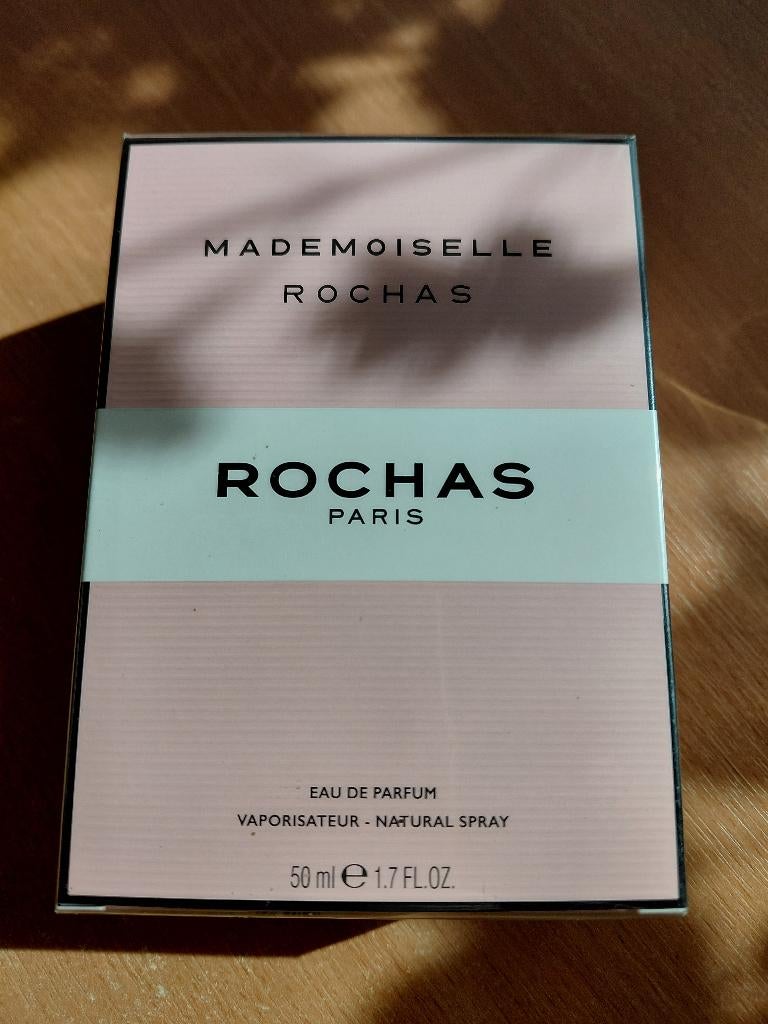 MADEMOISELLE
ROCHAS
ROCHAS
PARIS
EAU DE PARFUM
VAPORISATEUR - NATURAL SPRAY
50 ml ℮ 1.7 FL.OZ.